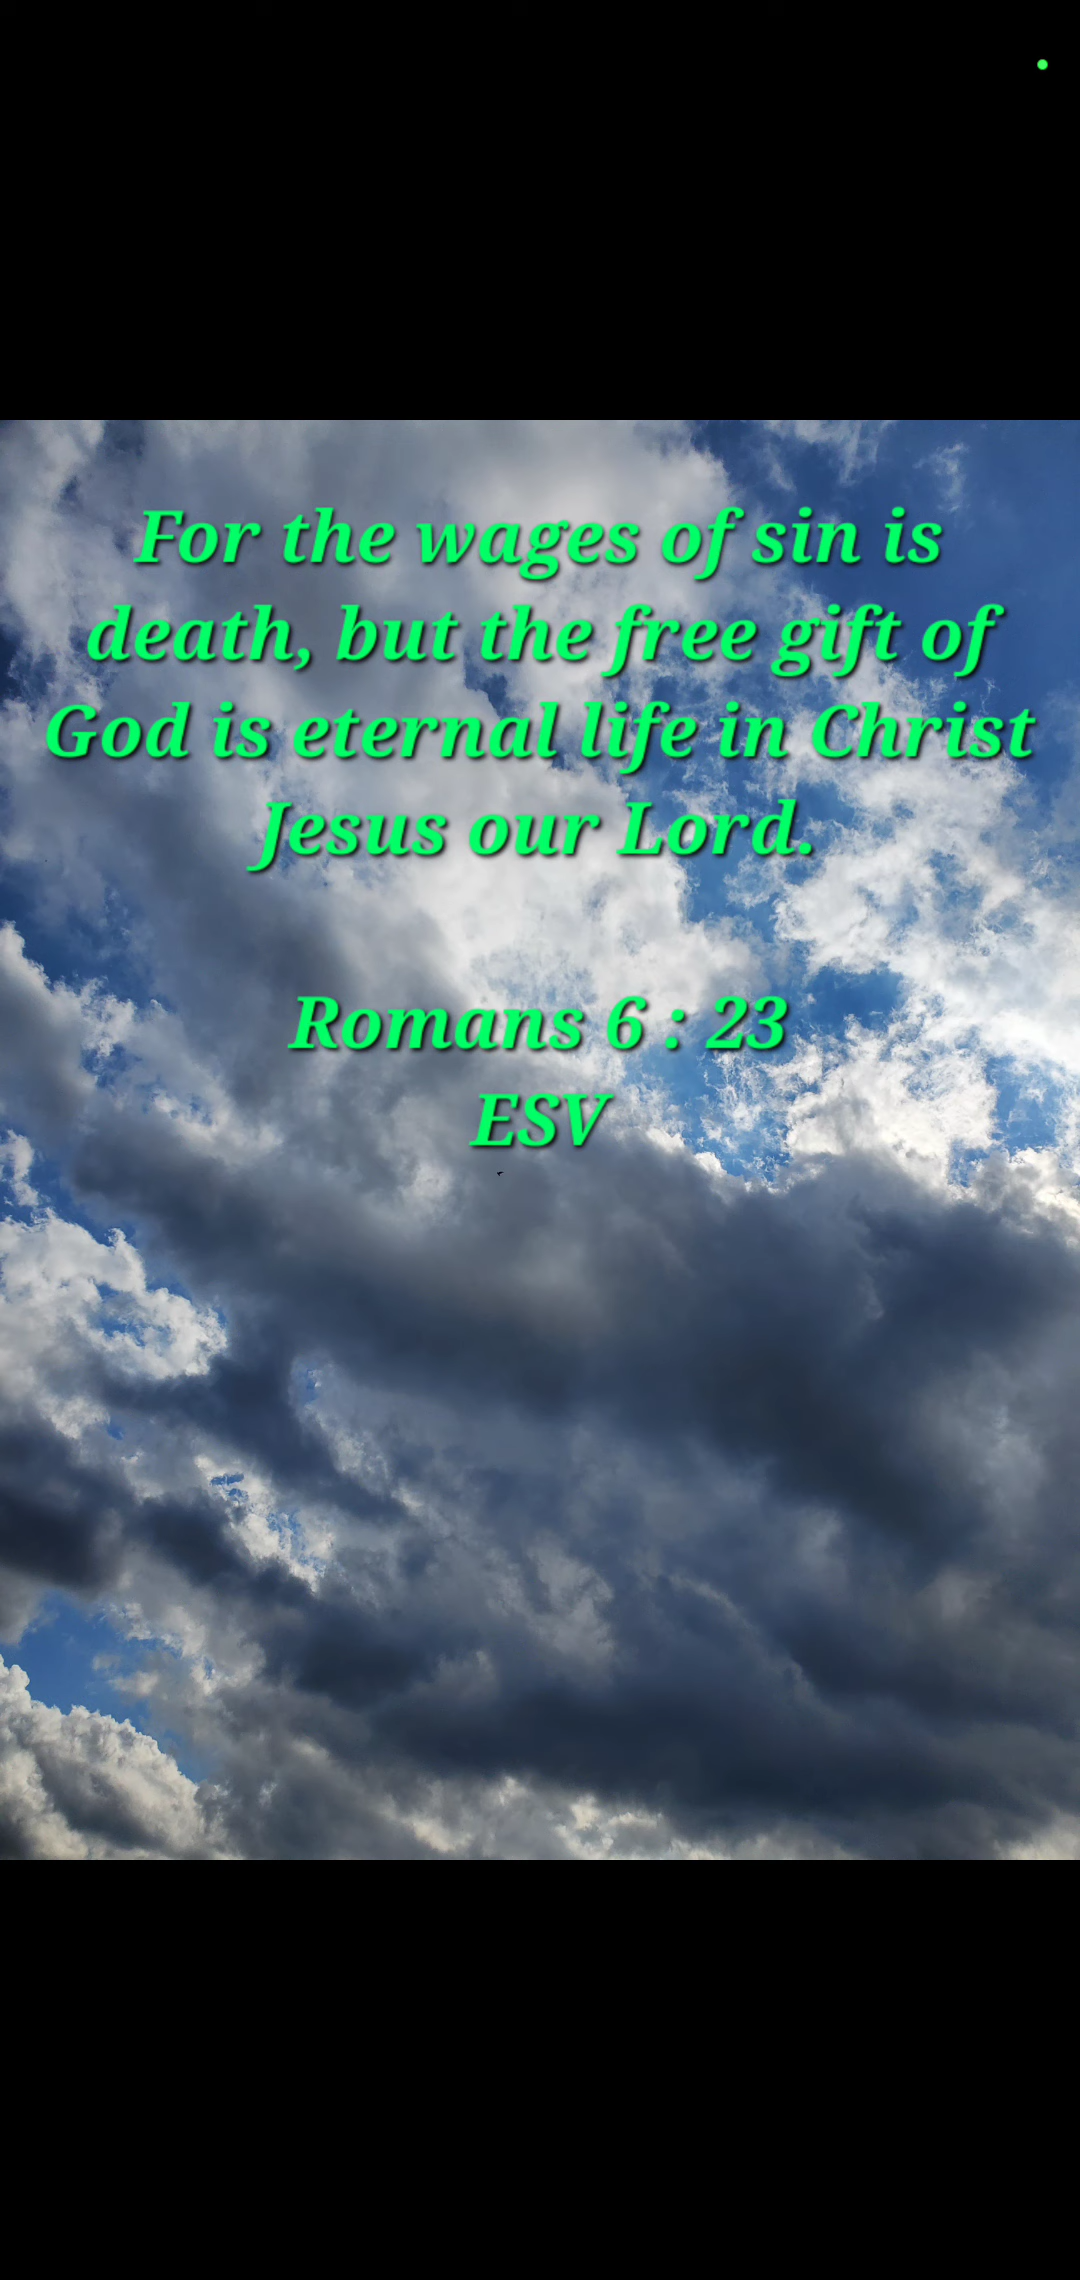 For the wages of sin is
death, but the free gift of
God is eternal life in Christ
Jesus our Lord.
Romans 6 : 23
ESV